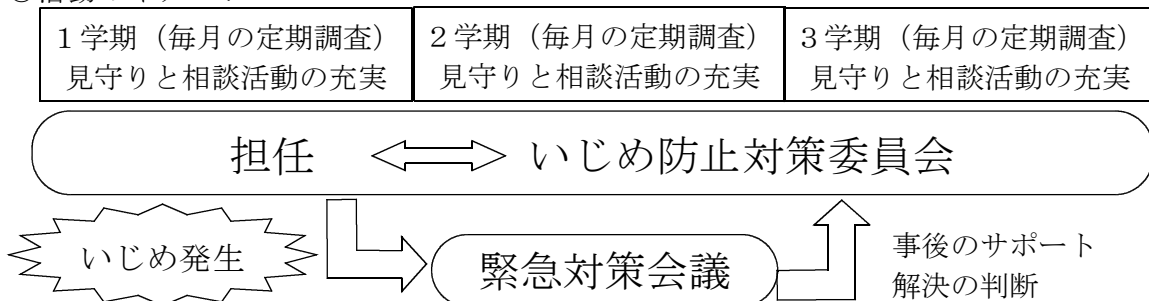 1学期（毎月の定期調査）
見守りと相談活動の充実
2学期（毎月の定期調査）
見守りと相談活動の充実
3学期（毎月の定期調査）
見守りと相談活動の充実
担任
いじめ防止対策委員会
いじめ発生
緊急対策会議
事後のサポート
解決の判断